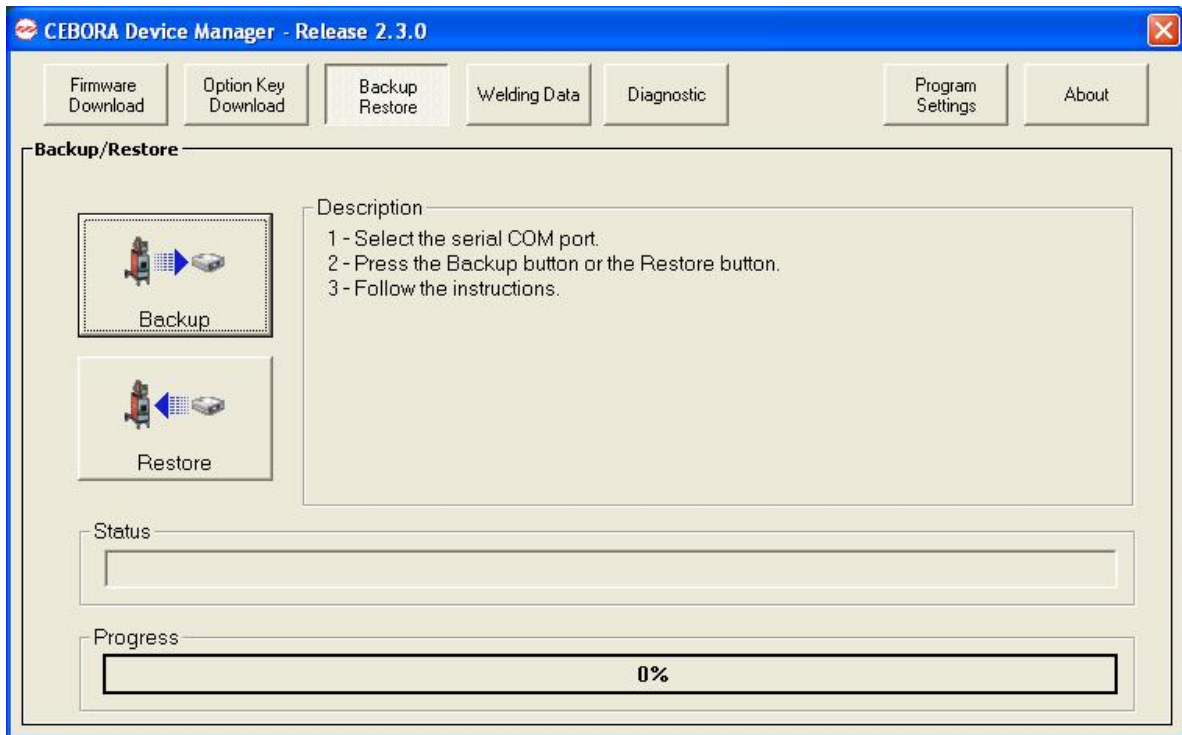 CEBORA Device Manager - Release 2.3.0
Firmware
Download
Option Key
Download
Backup
Restore
Welding Data
Diagnostic
Program
Settings
About
Backup/Restore
Backup
Restore
Description
1 - Select the serial COM port.
2 - Press the Backup button or the Restore button.
3 - Follow the instructions.
Status
Progress
0%